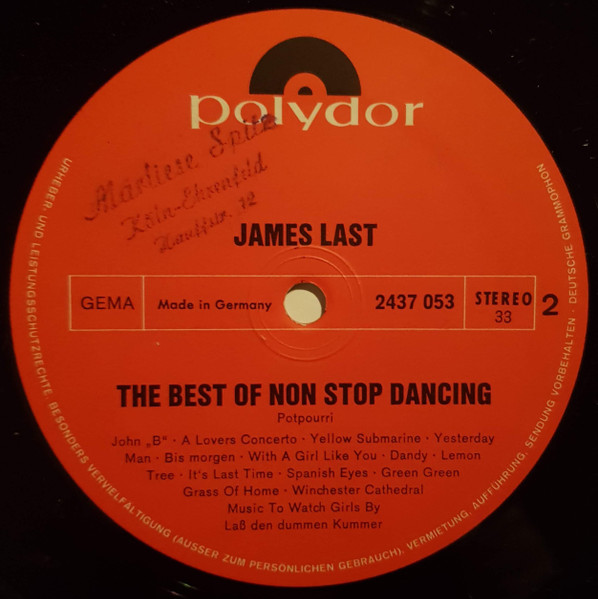 polydor
Marliese Spitz
Köln-Ehrenfeld
JAMES LAST
GEMA
Made in Germany
2437 053
STEREO
33
2
THE BEST OF NON STOP DANCING
Potpourri
John „B" · A Lovers Concerto · Yellow Submarine · Yesterday
Man · Bis morgen · With A Girl Like You · Dandy · Lemon
Tree · It's Last Time · Spanish Eyes · Green Green
Grass Of Home · Winchester Cathedral
Music To Watch Girls By
Laß den dummen Kummer
URHEBER- UND LEISTUNGSSCHUTZRECHTE, BESONDERS VERVIELFÄLTIGUNG (AUSSER ZUM PERSÖNLICHEN GEBRAUCH), VERMIETUNG, AUFFÜHRUNG, SENDUNG VORBEHALTEN · DEUTSCHE GRAMMOPHON